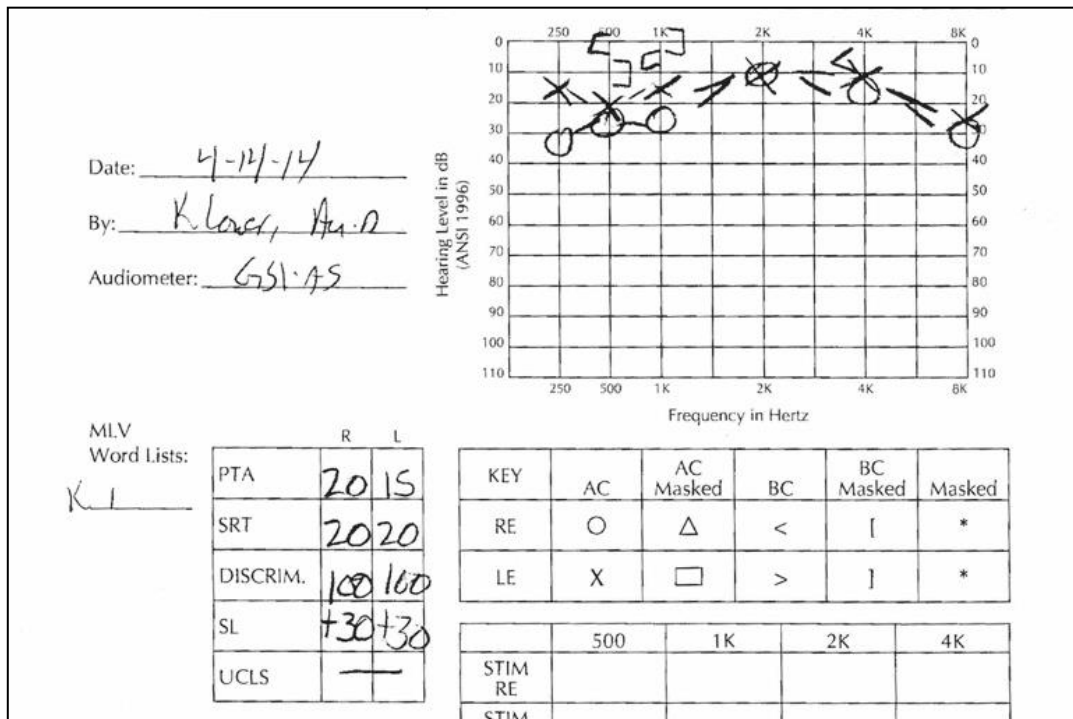 250 500 1K 2K 4K 8K
0 0
10 10
20 20
30 30
40 40
50 50
60 60
70 70
80 80
90 90
100 100
110 110
250 500 1K 2K 4K 8K
Hearing Level in dB
(ANSI 1996)
Frequency in Hertz
Date: 4-14-14
By: Au.D
Audiometer: GSI
MLV
Word Lists:
R L
PTA 20 15
SRT 20 20
DISCRIM. 100 100
SL +30 +30
UCLS —
KEY AC AC Masked BC BC Masked Masked
RE O △ < [ *
LE X □ > ] *
500 1K 2K 4K
STIM
RE
STIM